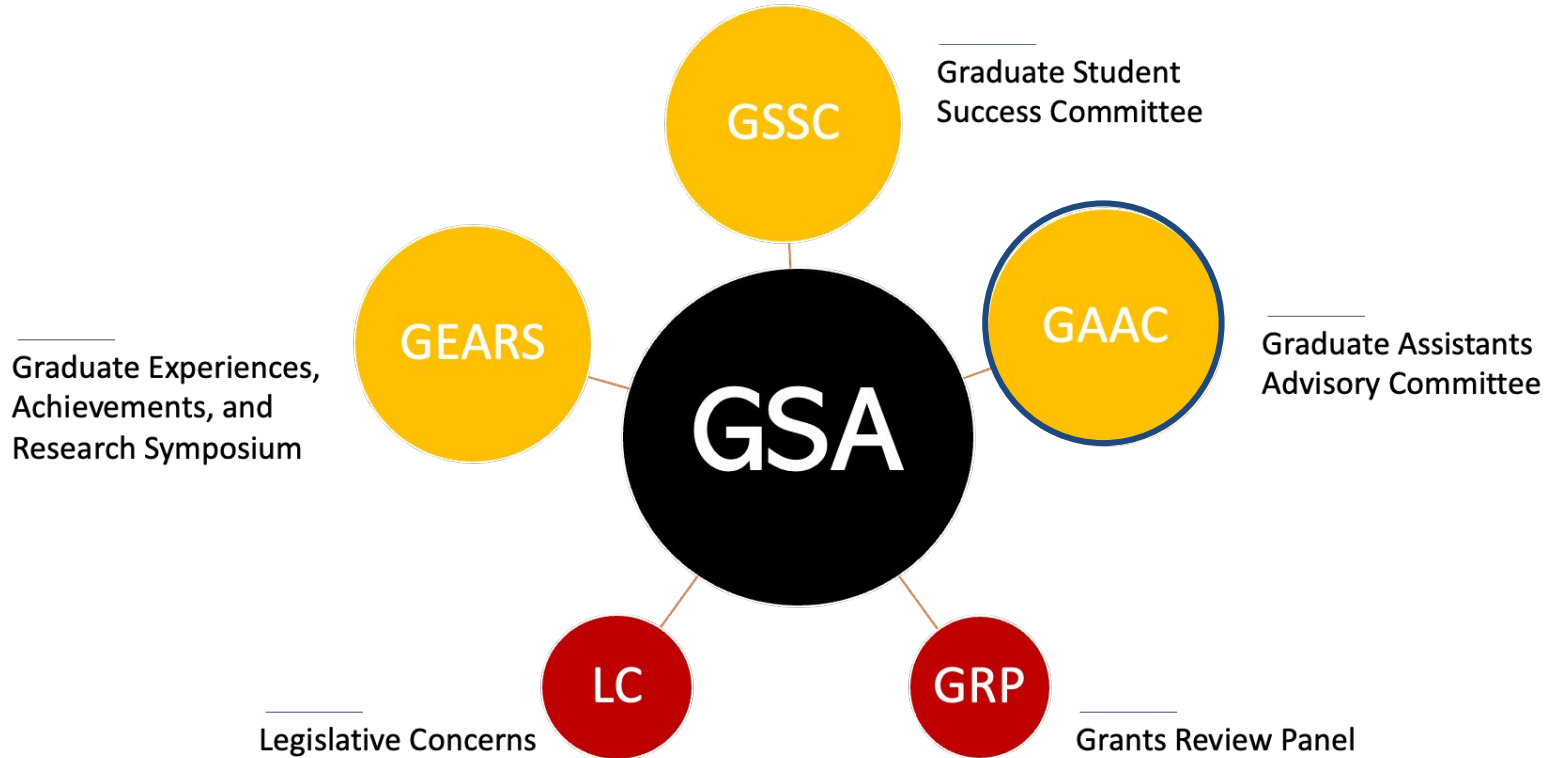 GSSC
Graduate Student
Success Committee
GEARS
Graduate Experiences,
Achievements, and
Research Symposium
GAAC
Graduate Assistants
Advisory Committee
GSA
LC
Legislative Concerns
GRP
Grants Review Panel